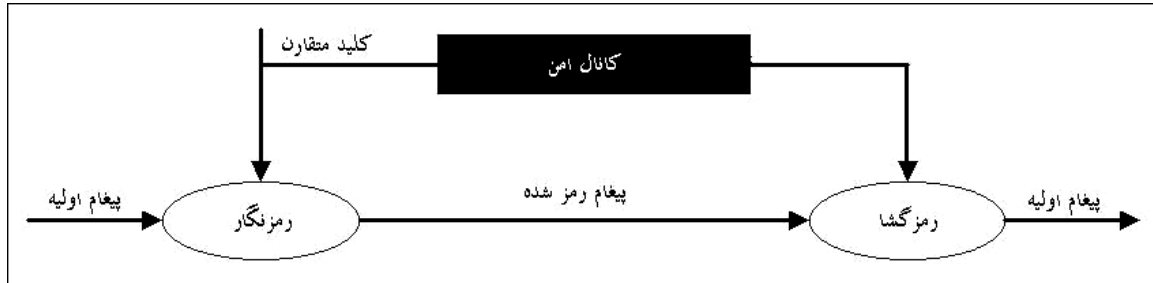 کلید متقارن
کانال امن
پیغام اولیه
رمزنگار
پیغام رمز شده
رمزگشا
پیغام اولیه